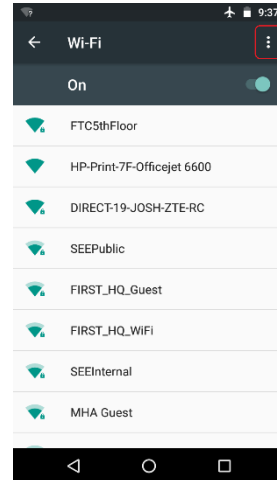 9:37
Wi-Fi
On
FTC5thFloor
HP-Print-7F-Officejet 6600
DIRECT-19-JOSH-ZTE-RC
SEEPublic
FIRST_HQ_Guest
FIRST_HQ_WiFi
SEEInternal
MHA Guest